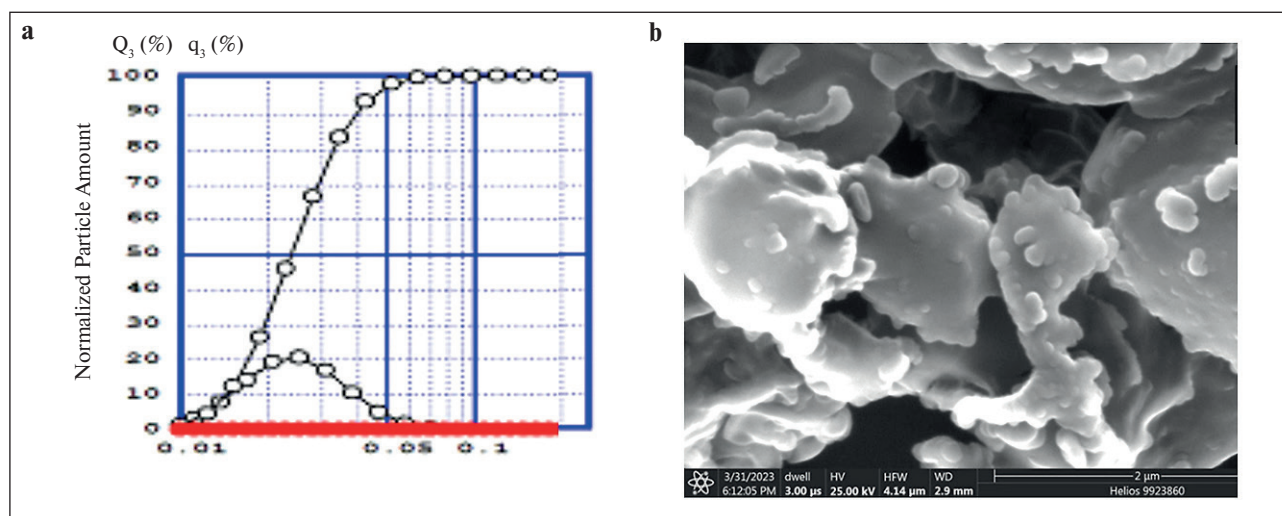 a
Q₃ (%) q₃ (%)
100
90
80
70
60
50
40
30
20
10
0
Normalized Particle Amount
0.01 0.05 0.1
b
3/31/2023 dwell HV HFW WD 2 μm
6:12:05 PM 3.00 μs 25.00 kV 4.14 μm 2.9 mm Helios 9923860